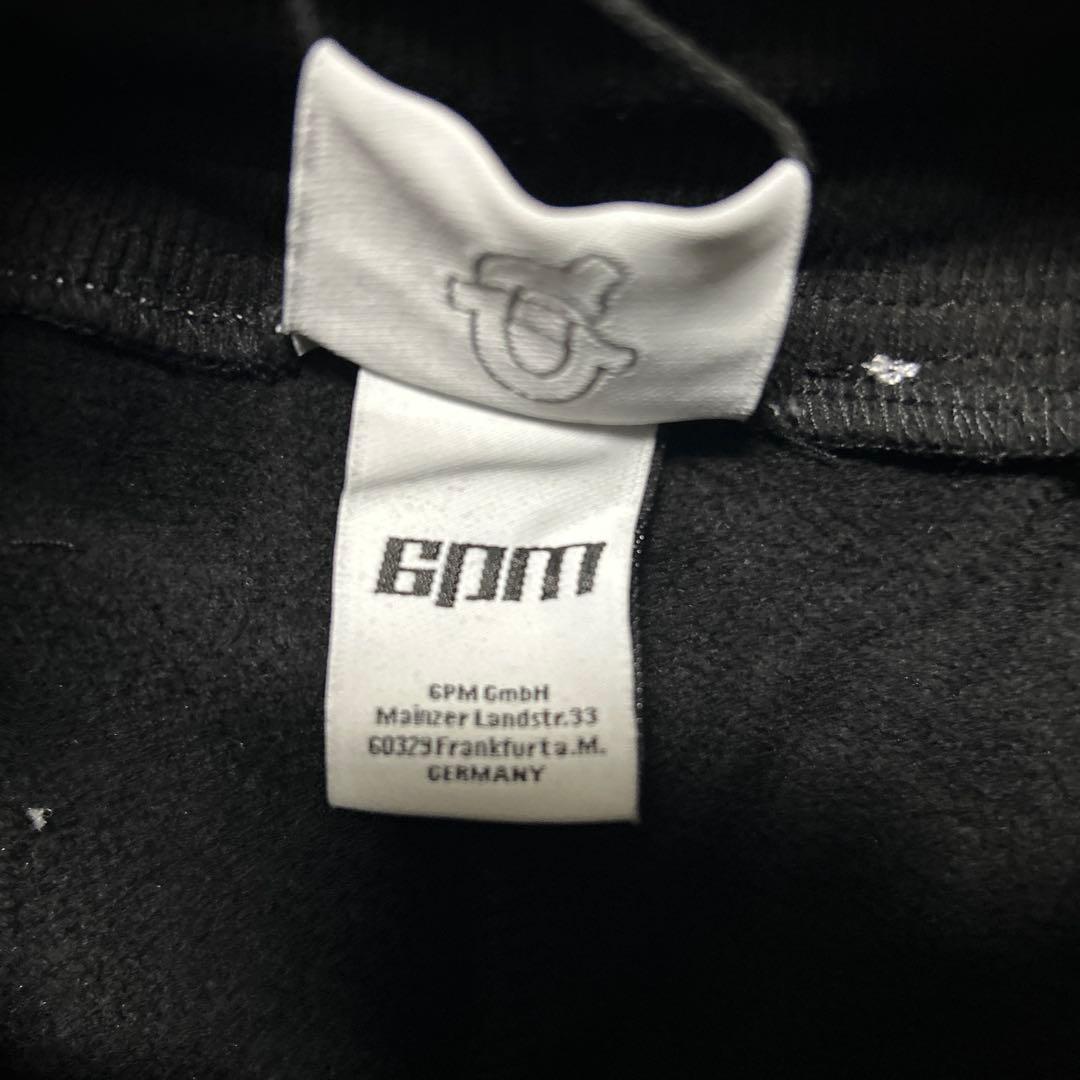 6pm
6PM GmbH
Mainzer Landstr.33
60329 Frankfurt a.M.
GERMANY